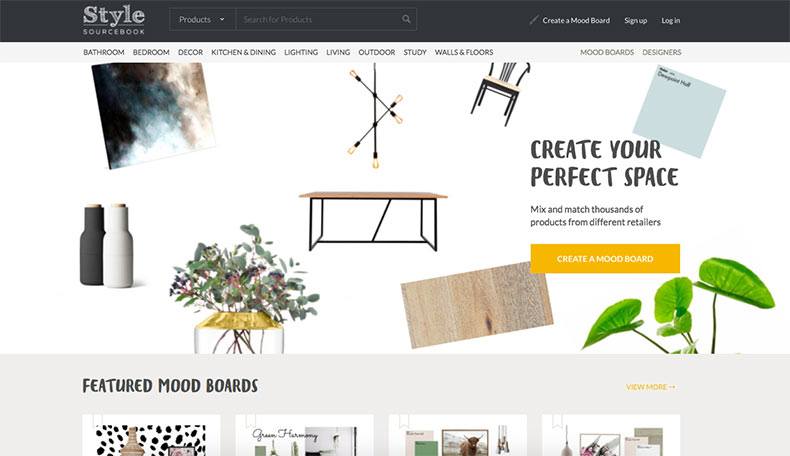 Style
SOURCEBOOK
Products
Search for Products
Create a Mood Board
Sign up
Log in
BATHROOM BEDROOM DECOR KITCHEN & DINING LIGHTING LIVING OUTDOOR STUDY WALLS & FLOORS
MOOD BOARDS DESIGNERS
Dewpoint Half
CREATE YOUR
PERFECT SPACE
Mix and match thousands of
products from different retailers
CREATE A MOOD BOARD
FEATURED MOOD BOARDS
VIEW MORE →
Green Harmony